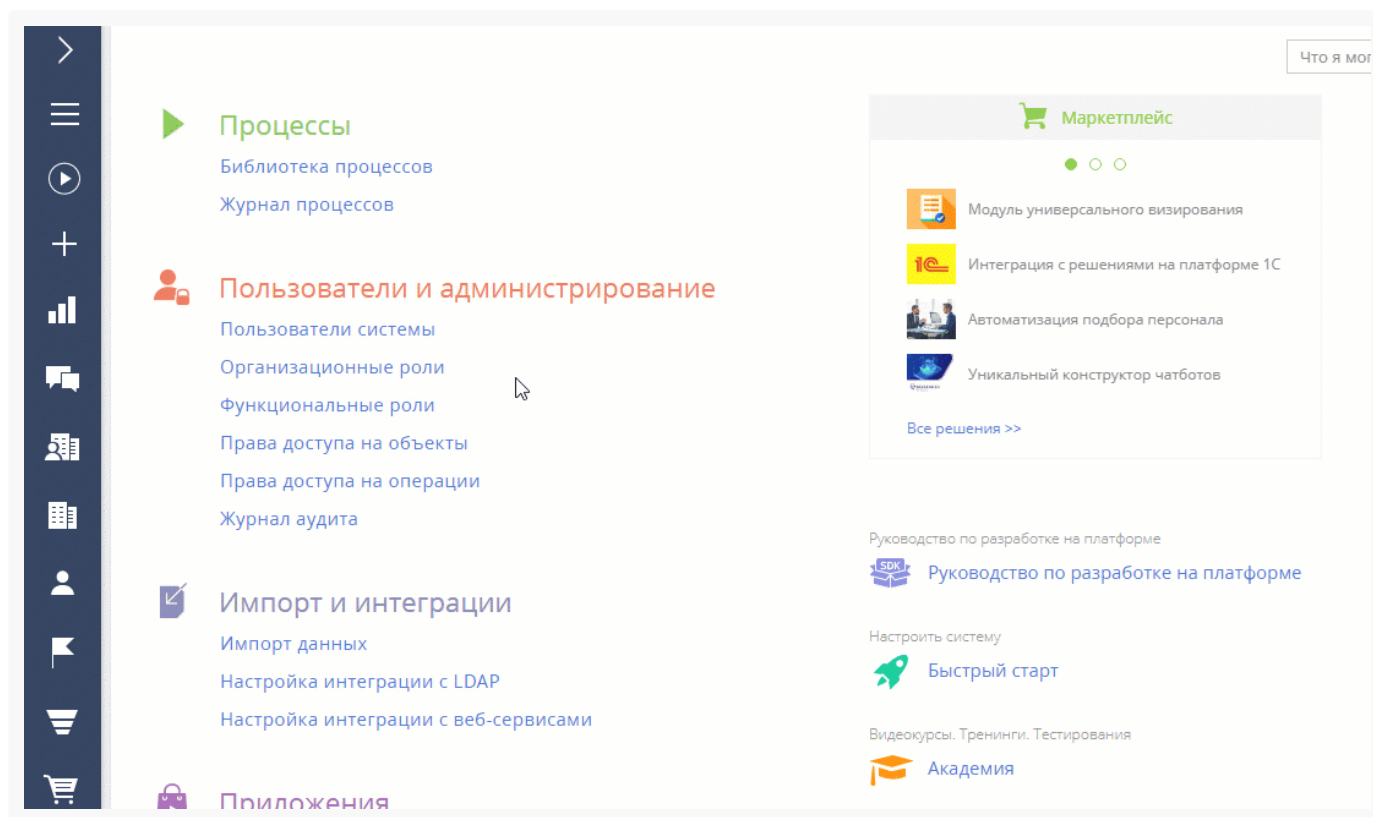 Что я мог
Процессы
Библиотека процессов
Журнал процессов
Пользователи и администрирование
Пользователи системы
Организационные роли
Функциональные роли
Права доступа на объекты
Права доступа на операции
Журнал аудита
Импорт и интеграции
Импорт данных
Настройка интеграции с LDAP
Настройка интеграции с веб-сервисами
Приложения
Маркетплейс
Модуль универсального визирования
1С
Интеграция с решениями на платформе 1С
Автоматизация подбора персонала
Уникальный конструктор чатботов
Все решения >>
Руководство по разработке на платформе
SDK
Руководство по разработке на платформе
Настроить систему
Быстрый старт
Видеокурсы. Тренинги. Тестирования
Академия